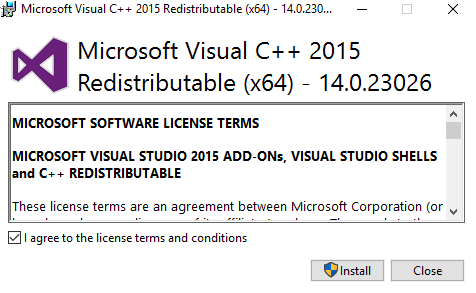 Microsoft Visual C++ 2015 Redistributable (x64) - 14.0.230...
Microsoft Visual C++ 2015
Redistributable (x64) - 14.0.23026
MICROSOFT SOFTWARE LICENSE TERMS
MICROSOFT VISUAL STUDIO 2015 ADD-ONs, VISUAL STUDIO SHELLS
and C++ REDISTRIBUTABLE
These license terms are an agreement between Microsoft Corporation (or
I agree to the license terms and conditions
Install
Close